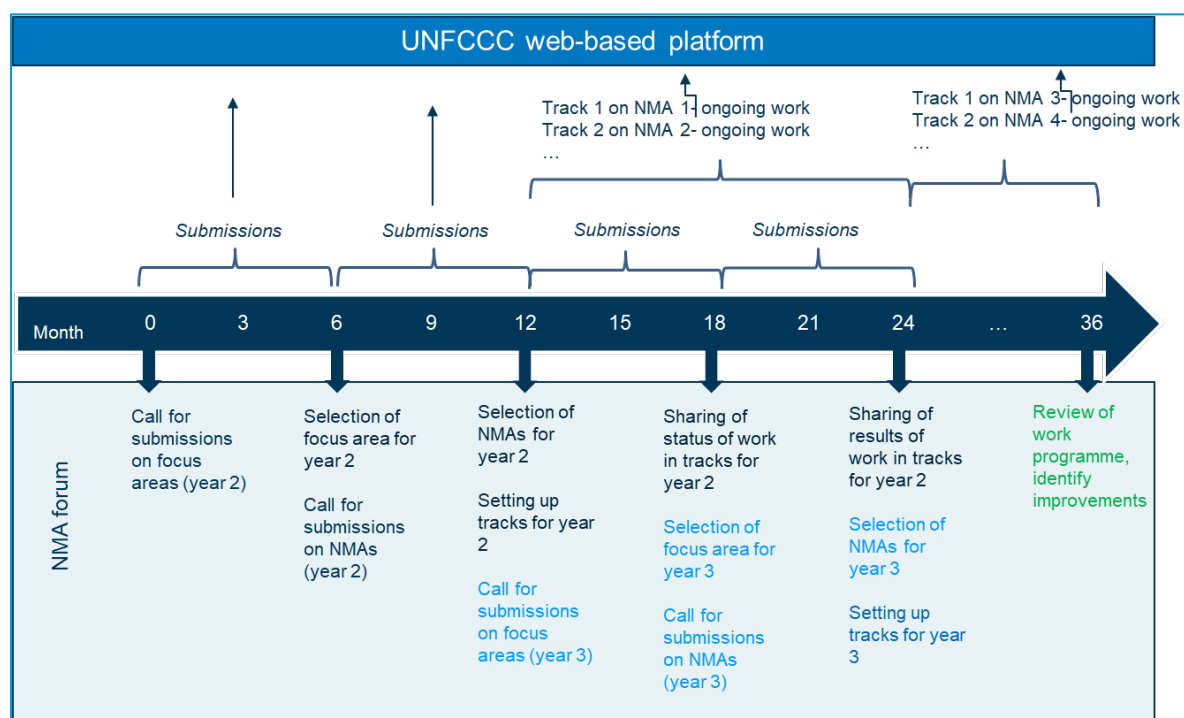 UNFCCC web-based platform
Track 1 on NMA 1- ongoing work
Track 2 on NMA 2- ongoing work
…
Track 1 on NMA 3- ongoing work
Track 2 on NMA 4- ongoing work
…
Submissions
Submissions
Submissions
Submissions
Month 0 3 6 9 12 15 18 21 24 … 36
NMA forum
Call for
submissions
on focus
areas (year 2)
Selection of
focus area for
year 2
Call for
submissions
on NMAs
(year 2)
Selection of
NMAs for
year 2
Setting up
tracks for year
2
Call for
submissions
on focus
areas (year 3)
Sharing of
status of work
in tracks for
year 2
Selection of
focus area for
year 3
Call for
submissions
on NMAs
(year 3)
Sharing of
results of
work in tracks
for year 2
Selection of
NMAs for
year 3
Setting up
tracks for year
3
Review of
work
programme,
identify
improvements